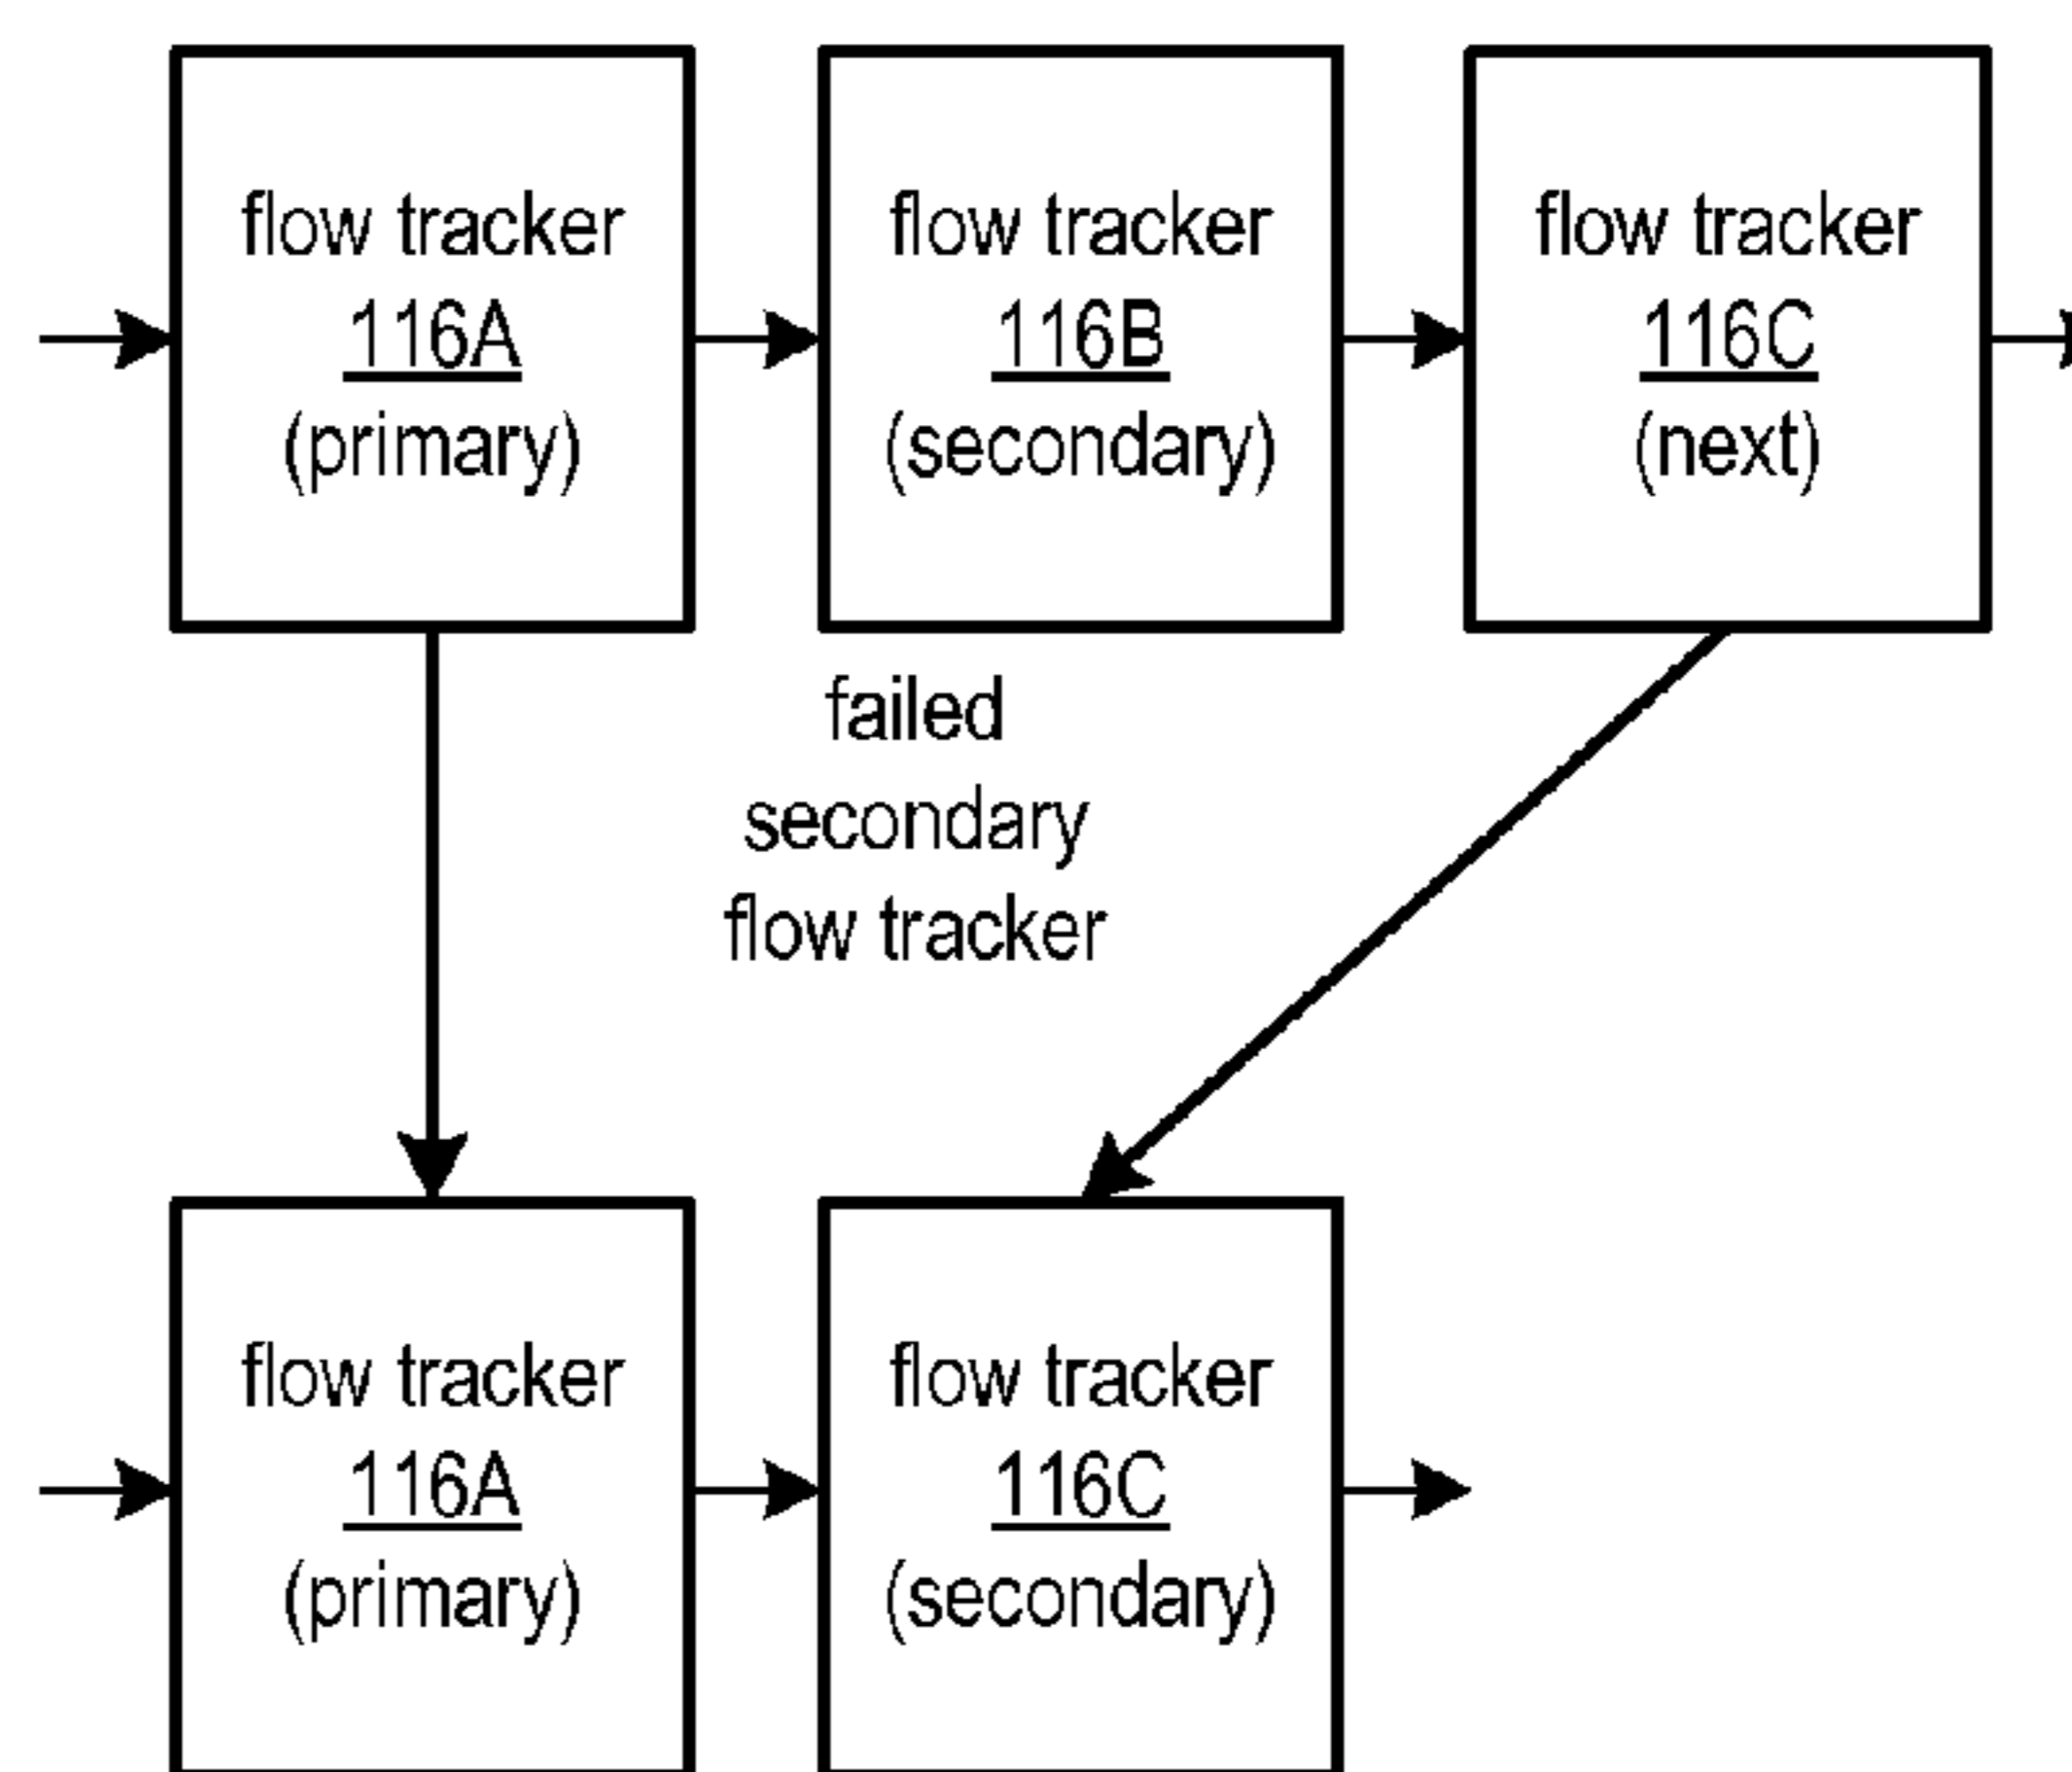 flow tracker
116A
(primary)
flow tracker
116B
(secondary)
flow tracker
116C
(next)
failed
secondary
flow tracker
flow tracker
116A
(primary)
flow tracker
116C
(secondary)